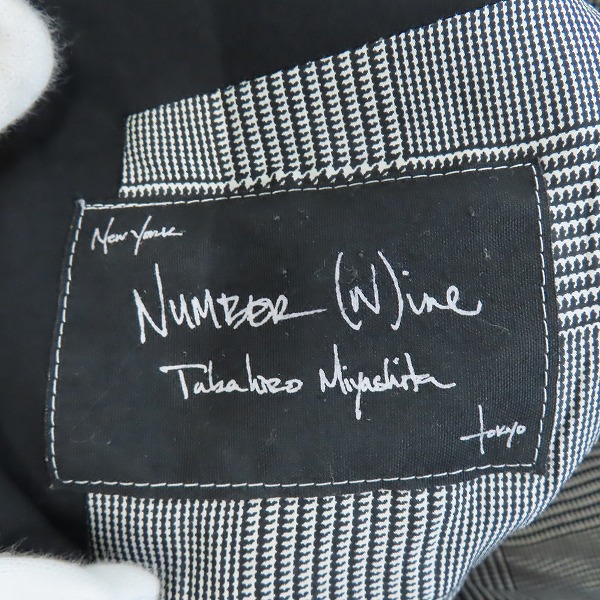 New York
NUMBER (N)ine
Takahiro Miyashita
tokyo